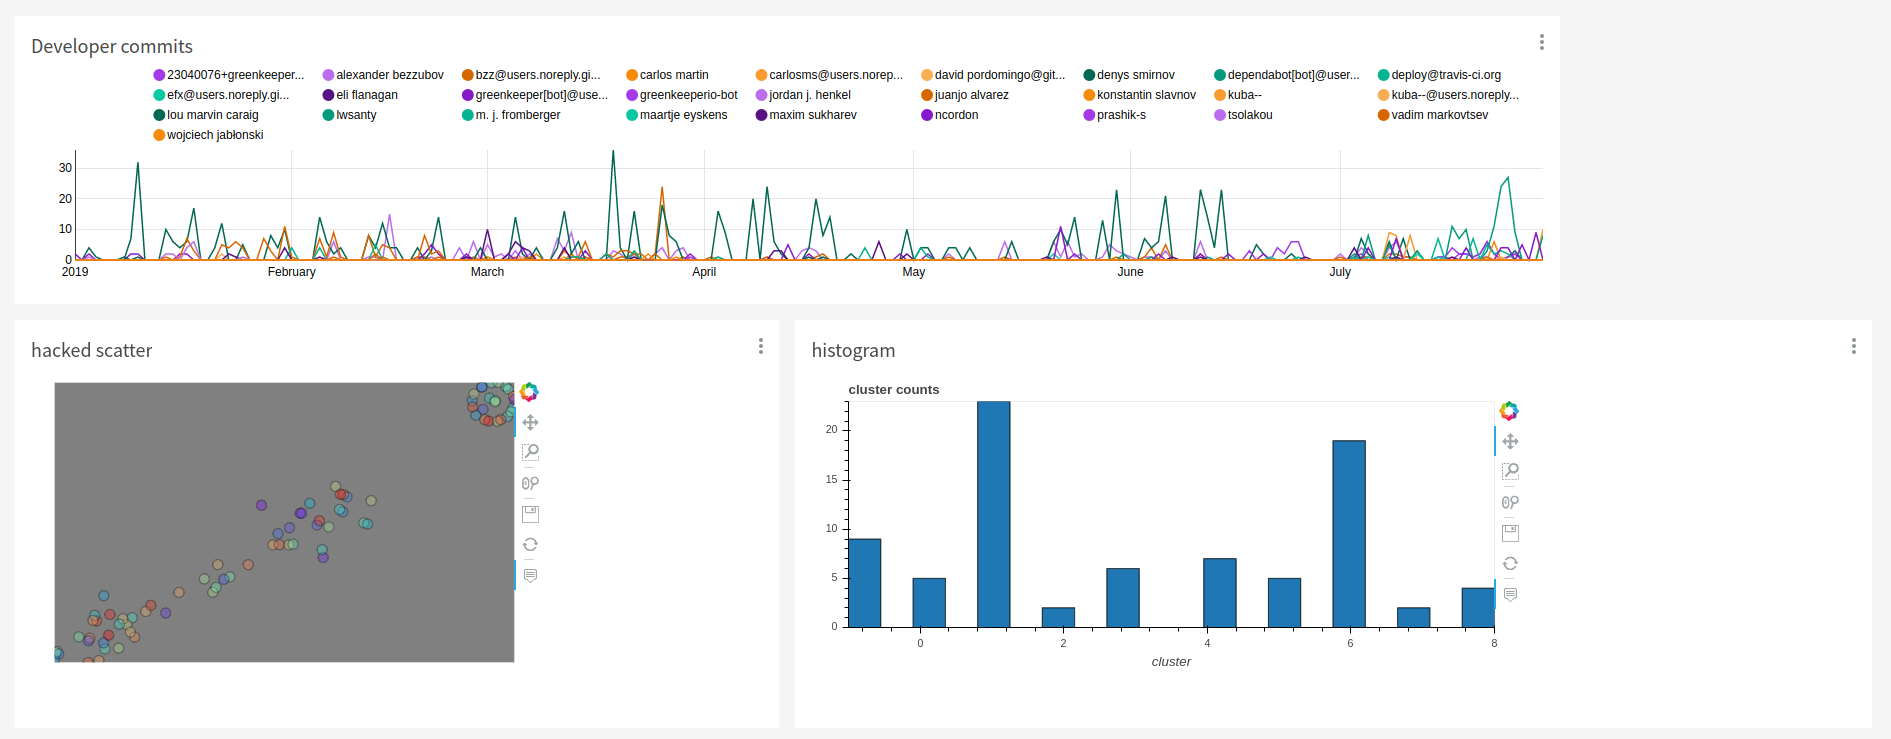 Developer commits
23040076+greenkeeper... alexander bezzubov bzz@users.noreply.gi... carlos martin carlosms@users.norep... david pordomingo@git... denys smirnov dependabot[bot]@user... deploy@travis-ci.org
efx@users.noreply.gi... eli flanagan greenkeeper[bot]@use... greenkeeperio-bot jordan j. henkel juanjo alvarez konstantin slavnov kuba-- kuba--@users.noreply...
lou marvin caraig lwsanty m. j. fromberger maartje eyskens maxim sukharev ncordon prashik-s tsolakou vadim markovtsev
wojciech jabłonski
30
20
10
0
2019 February March April May June July
hacked scatter
histogram
cluster counts
20
15
10
5
0
0 2 4 6 8
cluster